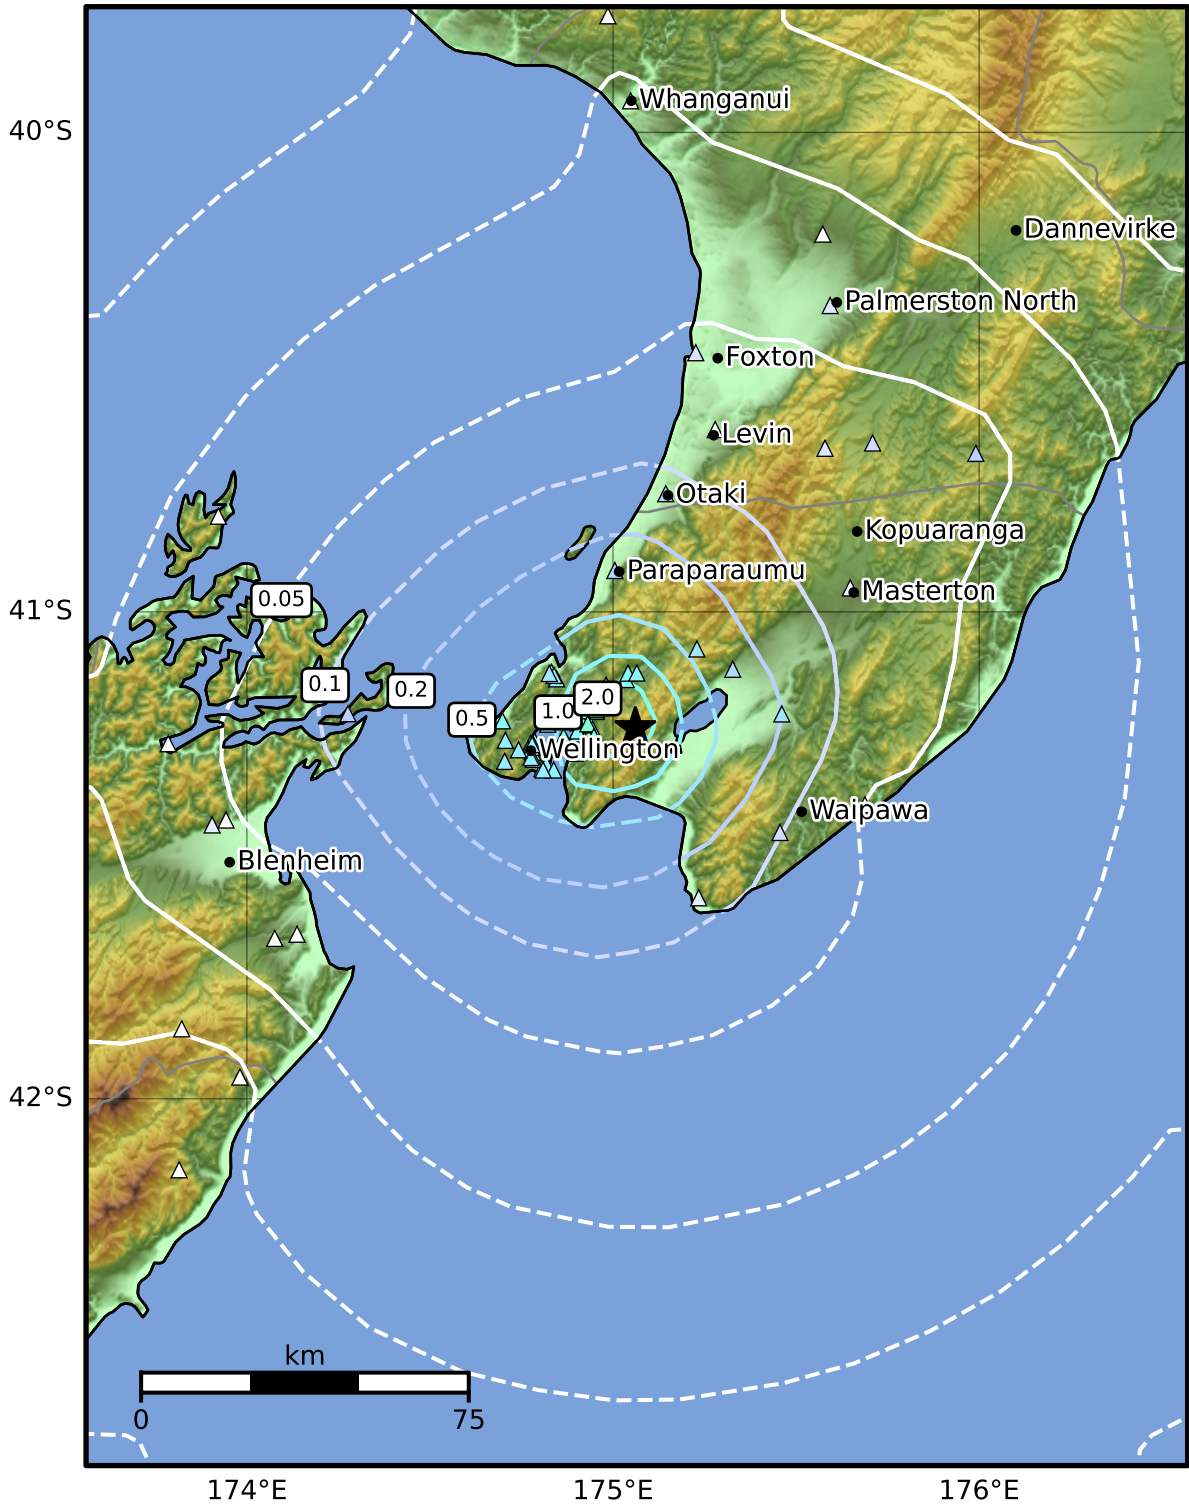 Whanganui
40°S
Dannevirke
Palmerston North
Foxton
Levin
Otaki
Kopuaranga
Paraparaumu
Masterton
0.05
41°S
0.1
0.2
0.5
1.0
2.0
Wellington
Waipawa
Blenheim
42°S
km
0
75
174°E
175°E
176°E